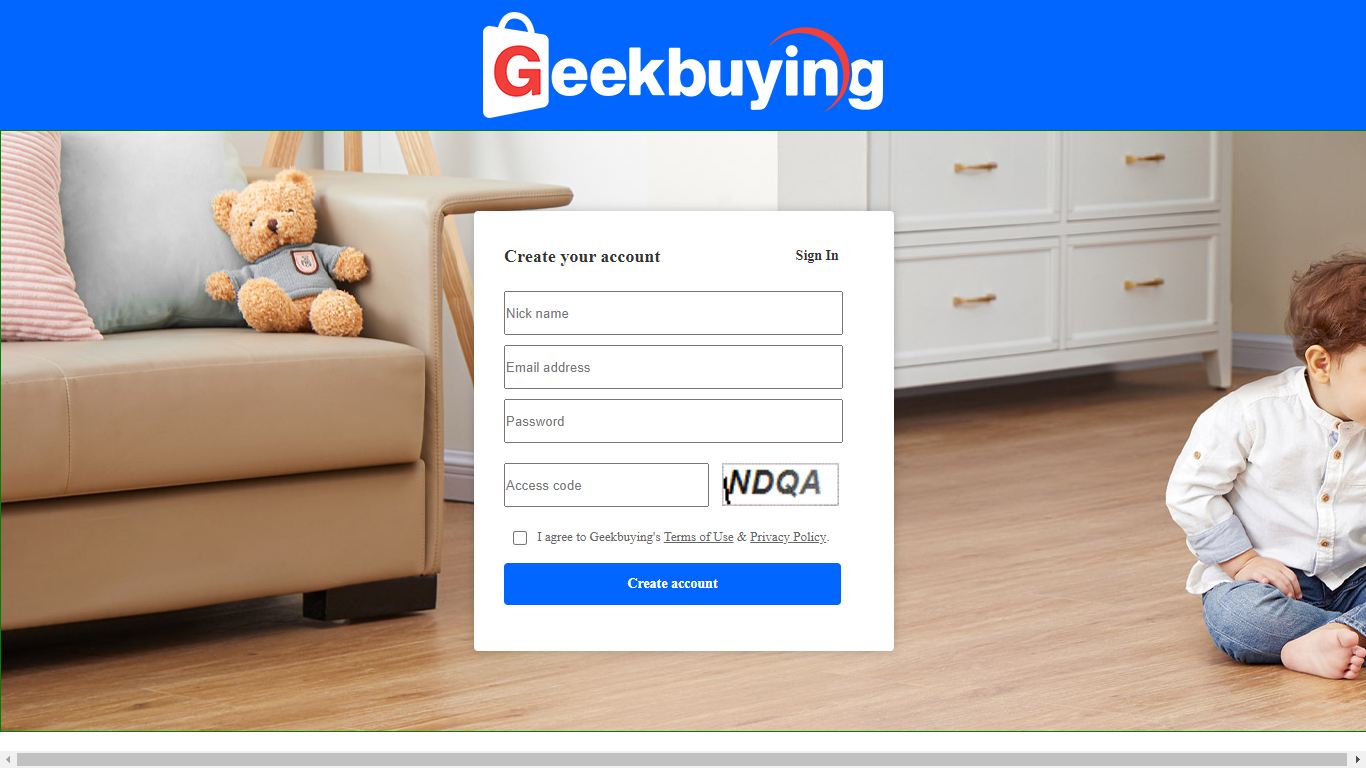 Geekbuying
Create your account
Sign In
Nick name
Email address
Password
Access code
NDQA
I agree to Geekbuying's Terms of Use & Privacy Policy.
Create account